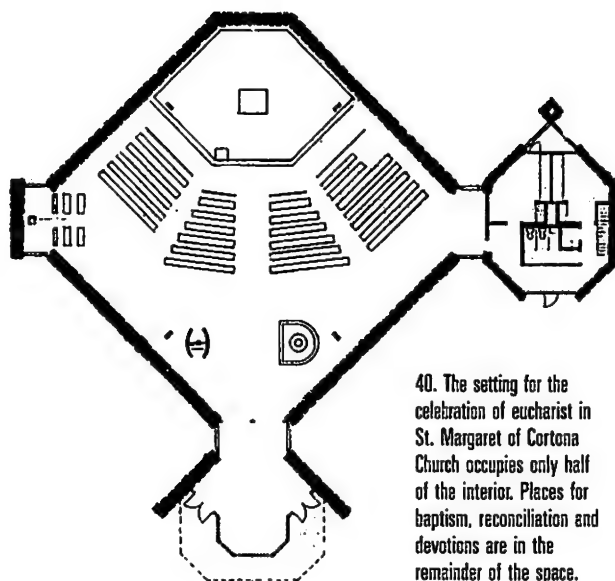 40. The setting for the
celebration of eucharist in
St. Margaret of Cortona
Church occupies only half
of the interior. Places for
baptism, reconciliation and
devotions are in the
remainder of the space.